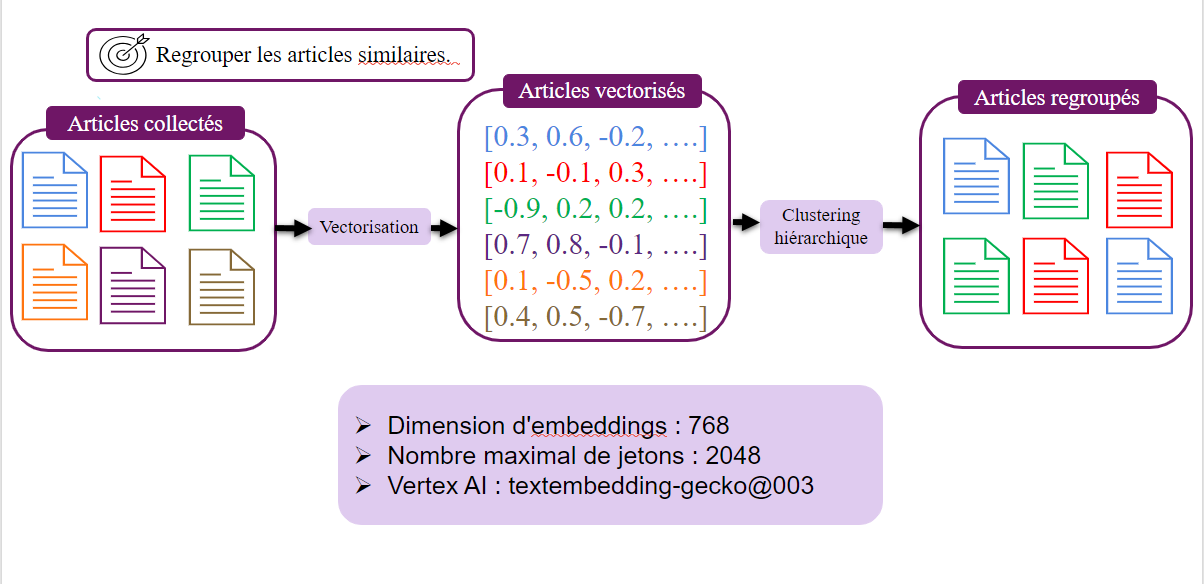 Regrouper les articles similaires.
Articles collectés
Vectorisation
Articles vectorisés
[0.3, 0.6, -0.2, ….]
[0.1, -0.1, 0.3, ….]
[-0.9, 0.2, 0.2, ….]
[0.7, 0.8, -0.1, ….]
[0.1, -0.5, 0.2, ….]
[0.4, 0.5, -0.7, ….]
Clustering
hiérarchique
Articles regroupés
➢ Dimension d'embeddings : 768
➢ Nombre maximal de jetons : 2048
➢ Vertex AI : textembedding-gecko@003